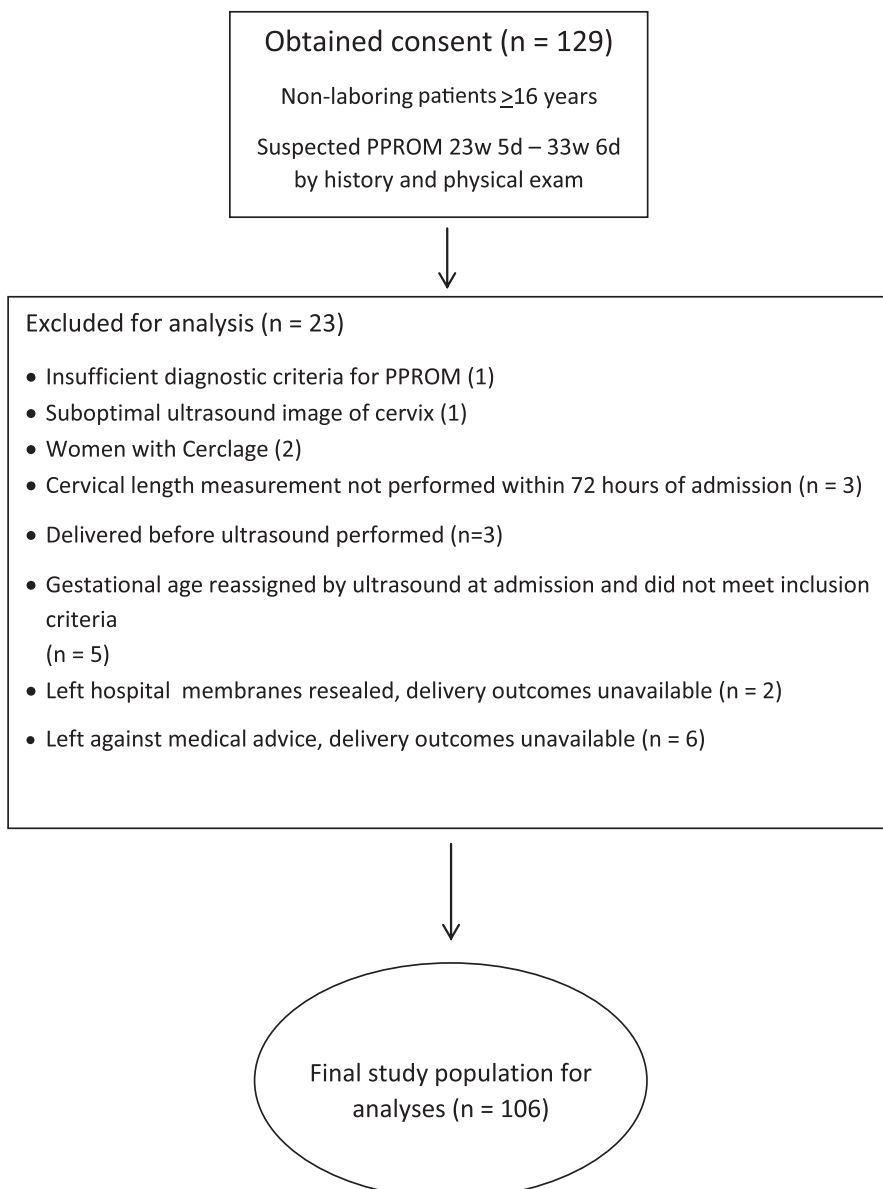 Obtained consent (n = 129)
Non-laboring patients ≥16 years
Suspected PPROM 23w 5d – 33w 6d
by history and physical exam
Excluded for analysis (n = 23)
• Insufficient diagnostic criteria for PPROM (1)
• Suboptimal ultrasound image of cervix (1)
• Women with Cerclage (2)
• Cervical length measurement not performed within 72 hours of admission (n = 3)
• Delivered before ultrasound performed (n=3)
• Gestational age reassigned by ultrasound at admission and did not meet inclusion
criteria
(n = 5)
• Left hospital  membranes resealed, delivery outcomes unavailable (n = 2)
• Left against medical advice, delivery outcomes unavailable (n = 6)
Final study population for
analyses (n = 106)